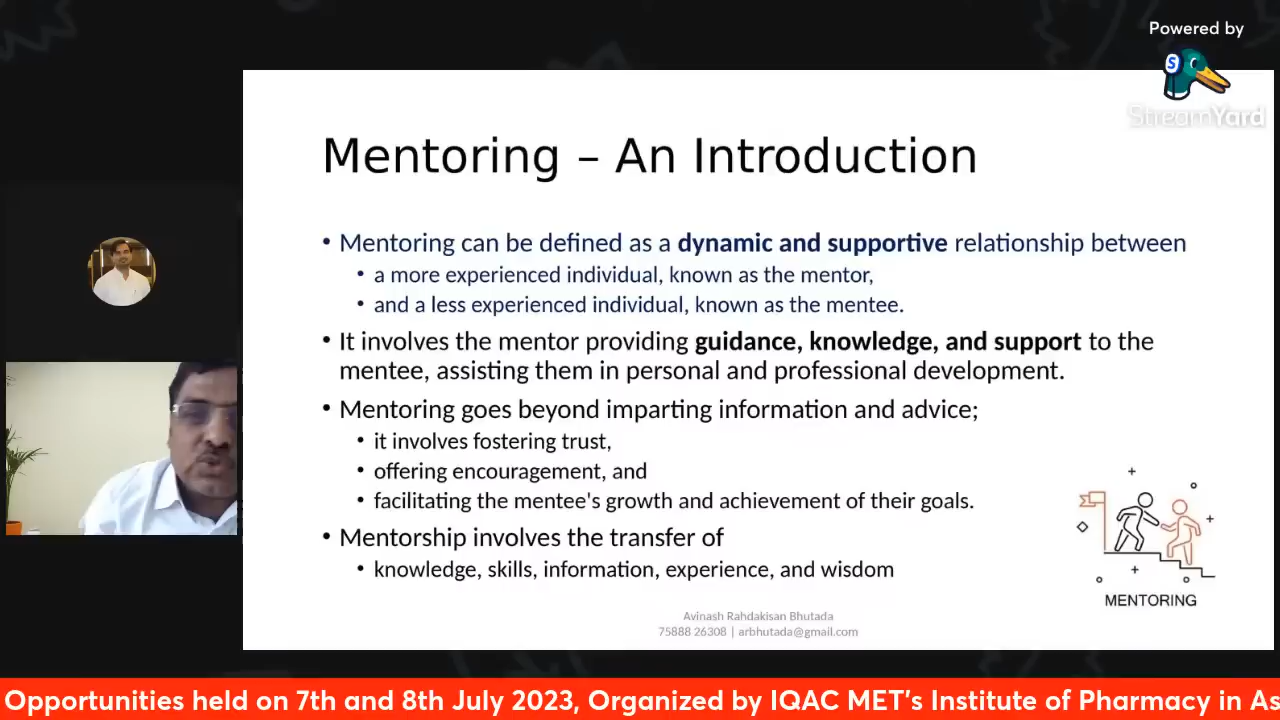 Powered by
S
StreamYard
Mentoring – An Introduction
• Mentoring can be defined as a dynamic and supportive relationship between
• a more experienced individual, known as the mentor,
• and a less experienced individual, known as the mentee.
• It involves the mentor providing guidance, knowledge, and support to the
mentee, assisting them in personal and professional development.
• Mentoring goes beyond imparting information and advice;
• it involves fostering trust,
• offering encouragement, and
• facilitating the mentee's growth and achievement of their goals.
• Mentorship involves the transfer of
• knowledge, skills, information, experience, and wisdom
MENTORING
Avinash Rahdakisan Bhutada
75888 26308 | arbhutada@gmail.com
Opportunities held on 7th and 8th July 2023, Organized by IQAC MET's Institute of Pharmacy in As